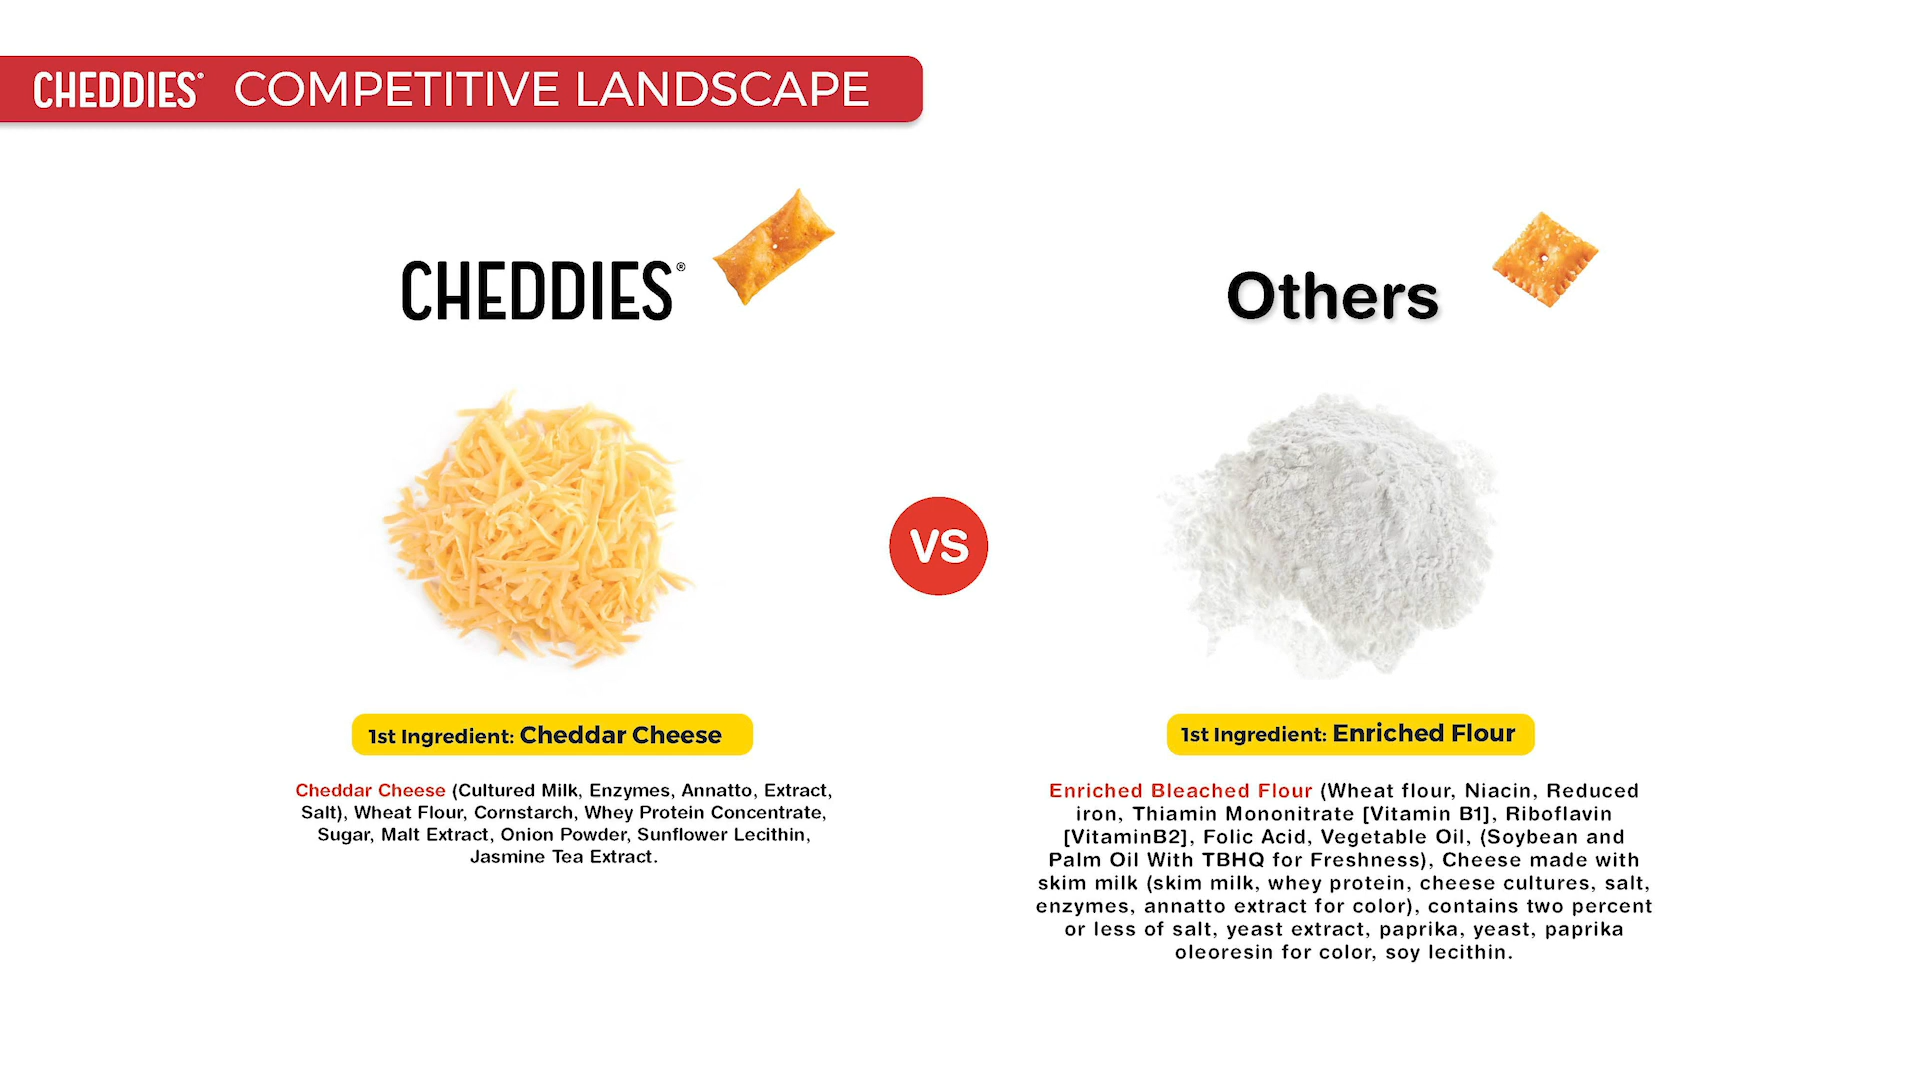 CHEDDIES® COMPETITIVE LANDSCAPE
CHEDDIES®
1st Ingredient: Cheddar Cheese
Cheddar Cheese (Cultured Milk, Enzymes, Annatto, Extract,
Salt), Wheat Flour, Cornstarch, Whey Protein Concentrate,
Sugar, Malt Extract, Onion Powder, Sunflower Lecithin,
Jasmine Tea Extract.
VS
Others
1st Ingredient: Enriched Flour
Enriched Bleached Flour (Wheat flour, Niacin, Reduced
iron, Thiamin Mononitrate [Vitamin B1], Riboflavin
[VitaminB2], Folic Acid, Vegetable Oil, (Soybean and
Palm Oil With TBHQ for Freshness), Cheese made with
skim milk (skim milk, whey protein, cheese cultures, salt,
enzymes, annatto extract for color), contains two percent
or less of salt, yeast extract, paprika, yeast, paprika
oleoresin for color, soy lecithin.